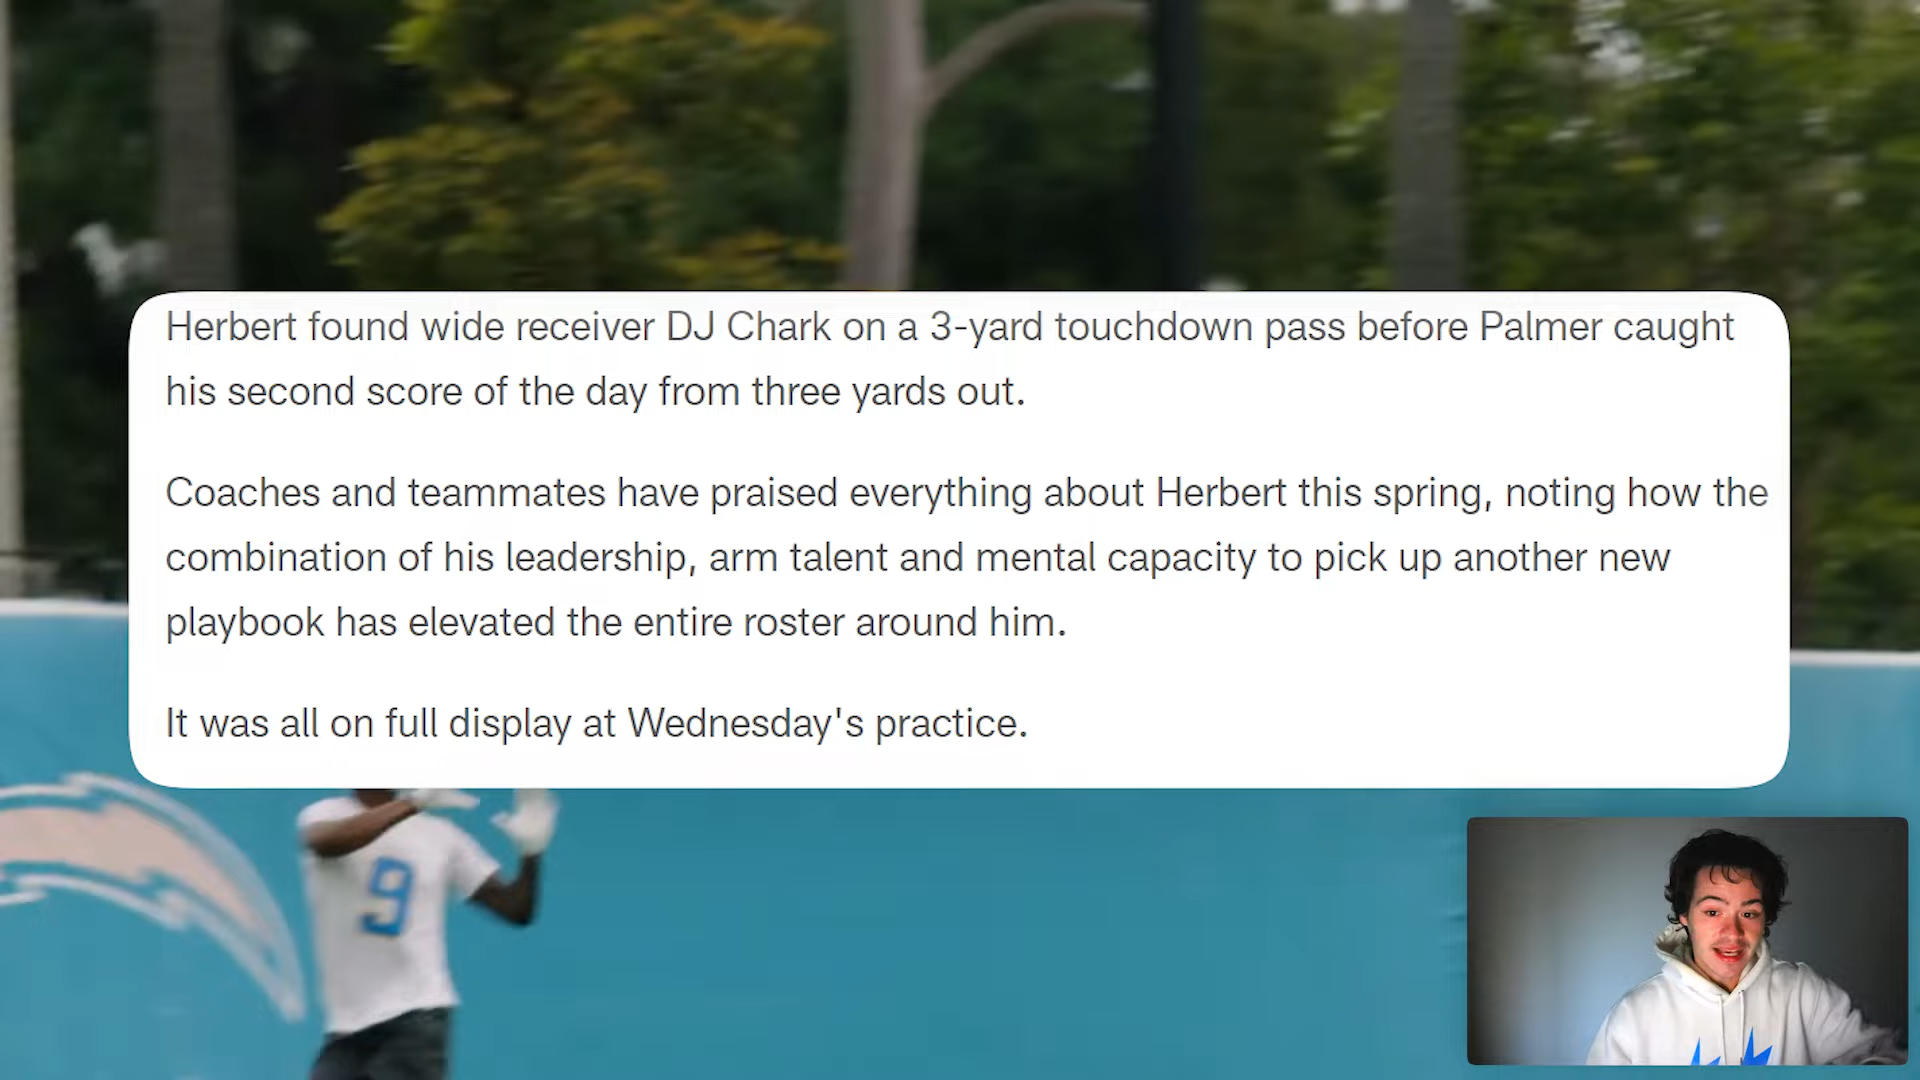 Herbert found wide receiver DJ Chark on a 3-yard touchdown pass before Palmer caught
his second score of the day from three yards out.
Coaches and teammates have praised everything about Herbert this spring, noting how the
combination of his leadership, arm talent and mental capacity to pick up another new
playbook has elevated the entire roster around him.
It was all on full display at Wednesday's practice.
9